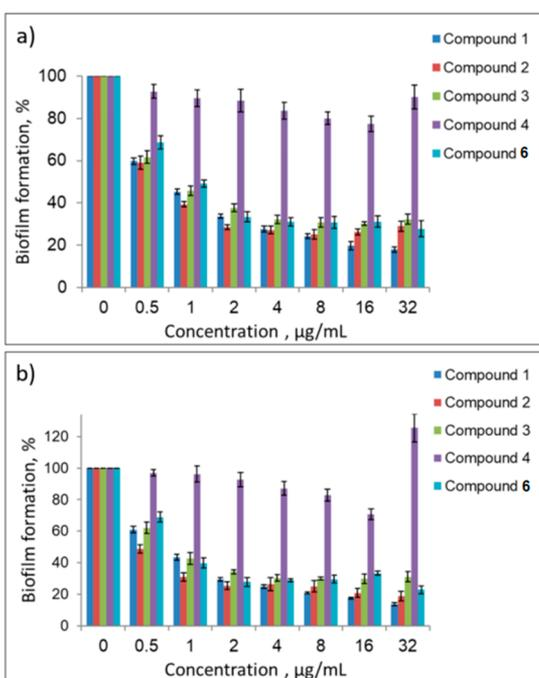 a)
Compound 1
Compound 2
Compound 3
Compound 4
Compound 6
Biofilm formation, %
100
80
60
40
20
0
0 0.5 1 2 4 8 16 32
Concentration , µg/mL
b)
Compound 1
Compound 2
Compound 3
Compound 4
Compound 6
Biofilm formation, %
120
100
80
60
40
20
0
0 0.5 1 2 4 8 16 32
Concentration , µg/mL